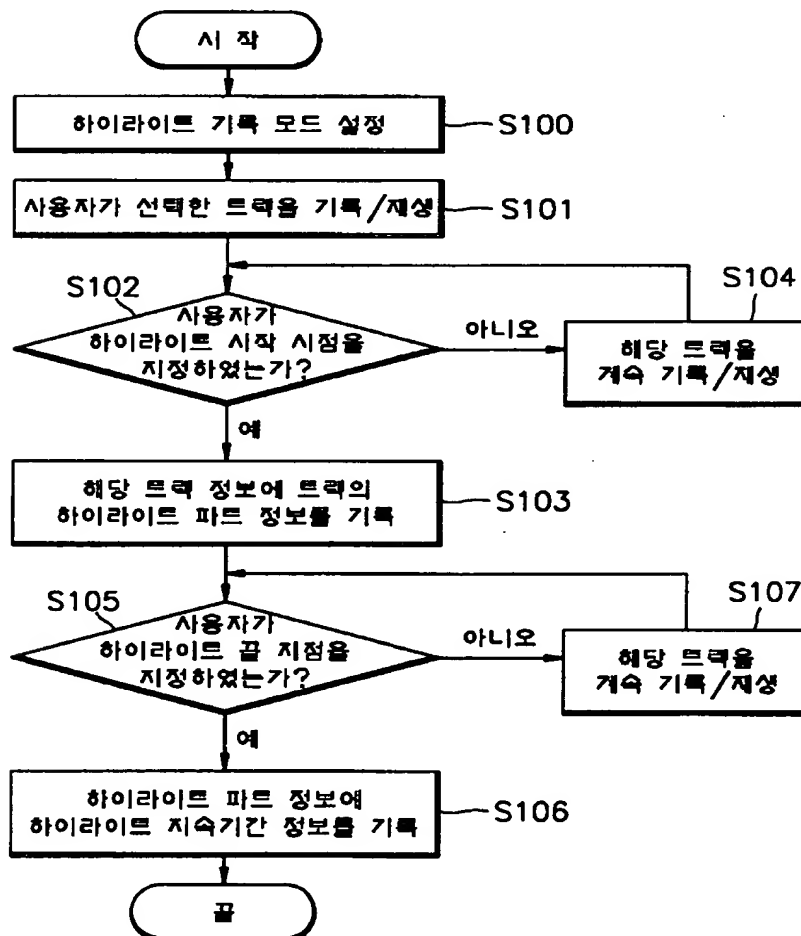 시 작
하이라이트 기록 모드 설정
S100
사용자가 선택한 트랙을 기록/재생
S101
S102
사용자가
하이라이트 시작 시점을
지정하였는가?
아니오
S104
해당 트랙을
계속 기록/재생
예
해당 트랙 정보에 트랙의
하이라이트 파트 정보를 기록
S103
S105
사용자가
하이라이트 끝 지점을
지정하였는가?
아니오
S107
해당 트랙을
계속 기록/재생
예
하이라이트 파트 정보에
하이라이트 지속기간 정보를 기록
S106
끝